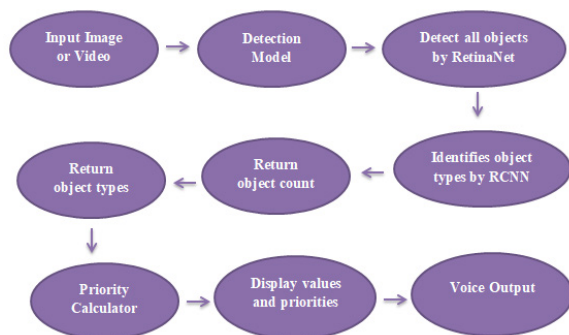 Input Image
or Video
Detection
Model
Detect all objects
by RetinaNet
Identifies object
types by RCNN
Return
object count
Return
object types
Priority
Calculator
Display values
and priorities
Voice Output